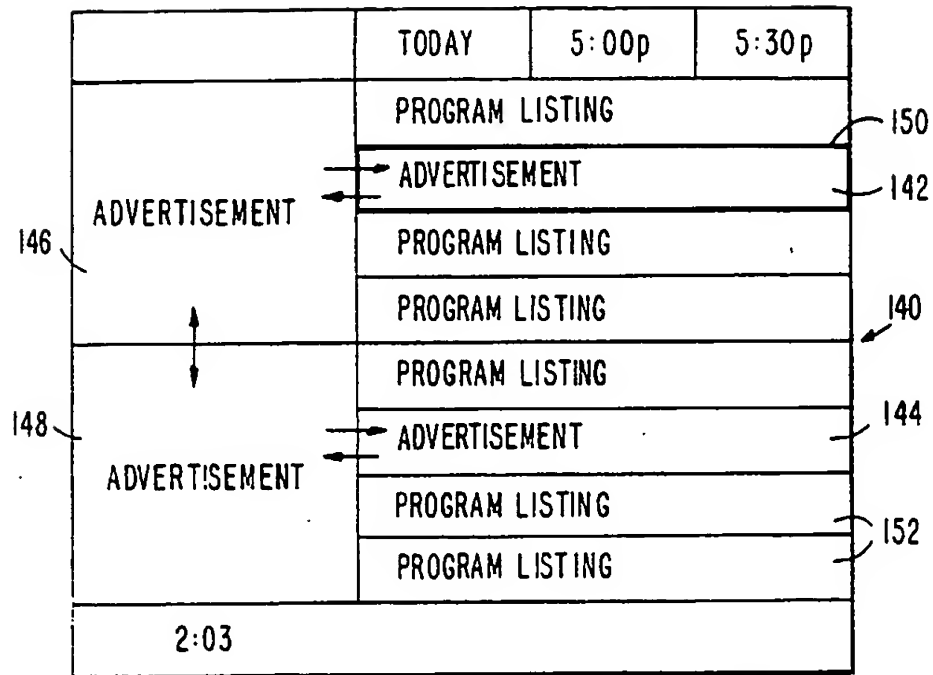 TODAY 5:00p 5:30p
PROGRAM LISTING
150
ADVERTISEMENT
142
ADVERTISEMENT
146
PROGRAM LISTING
PROGRAM LISTING
140
PROGRAM LISTING
148
ADVERTISEMENT
144
ADVERTISEMENT
PROGRAM LISTING
152
PROGRAM LISTING
2:03